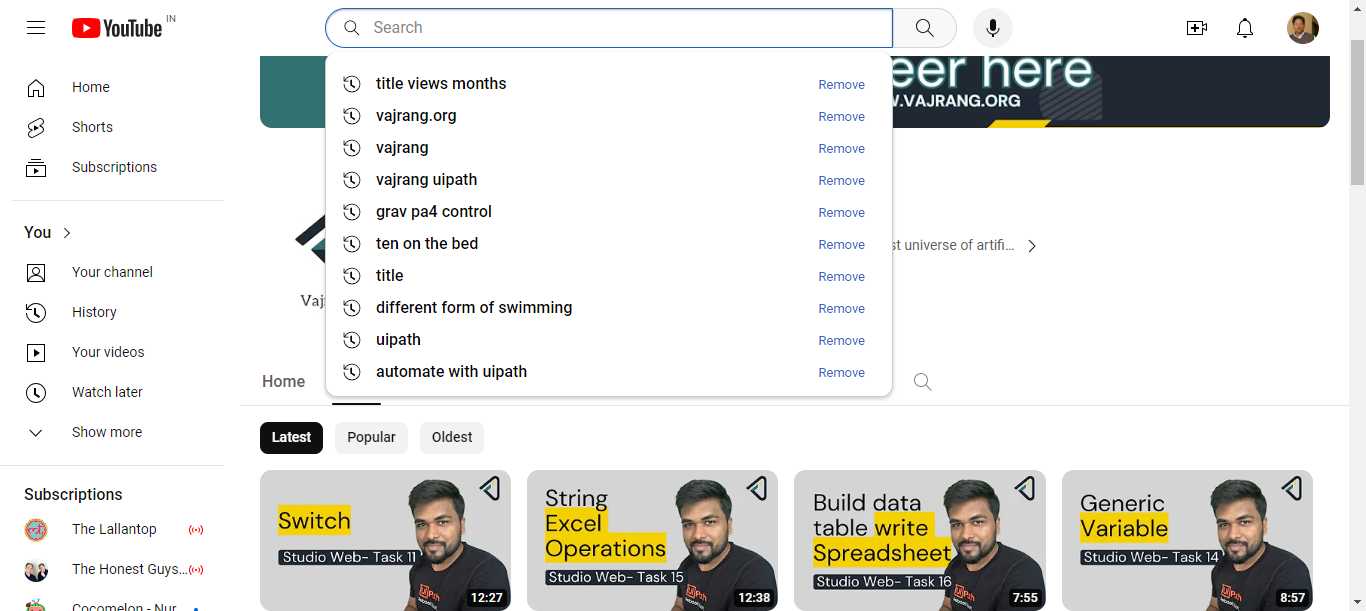 YouTube IN
Search
eer here
W.VAJRANG.ORG
Home
Shorts
Subscriptions
You
Your channel
History
Your videos
Watch later
Show more
Subscriptions
The Lallantop
The Honest Guys...
Cocomelon - Nur
title views months Remove
vajrang.org Remove
vajrang Remove
vajrang uipath Remove
grav pa4 control Remove
ten on the bed Remove
title Remove
different form of swimming Remove
uipath Remove
automate with uipath Remove
Vaj
st universe of artifi...
Home
Latest Popular Oldest
Switch
Studio Web- Task 11
12:27
String
Excel
Operations
Studio Web- Task 15
12:38
Build data
table write
Spreadsheet
Studio Web- Task 16
7:55
Generic
Variable
Studio Web- Task 14
8:57